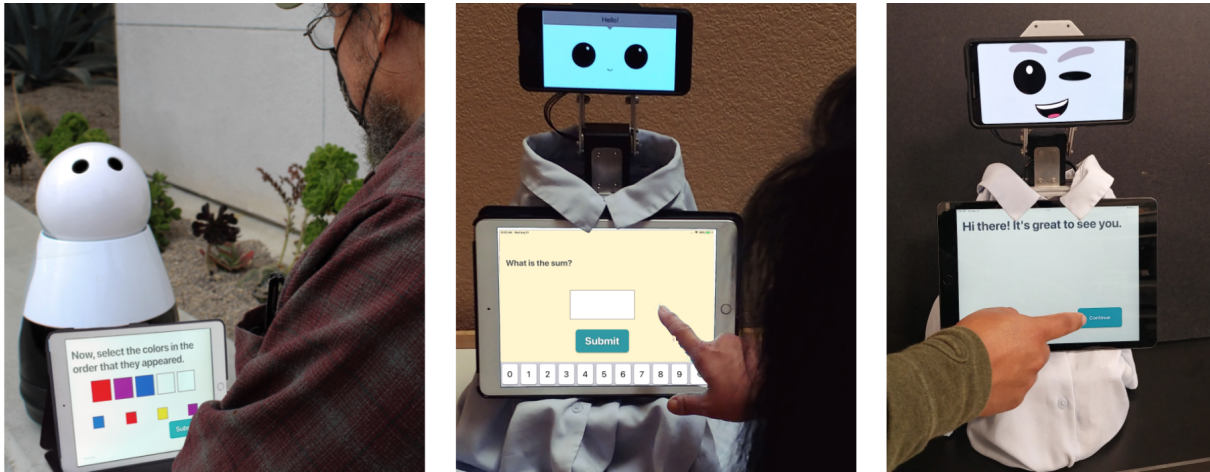 Now, select the colors in the
order that they appeared.
Hello!
What is the sum?
Submit
0 1 2 3 4 5 6 7 8 9
Hi there! It's great to see you.
Continue